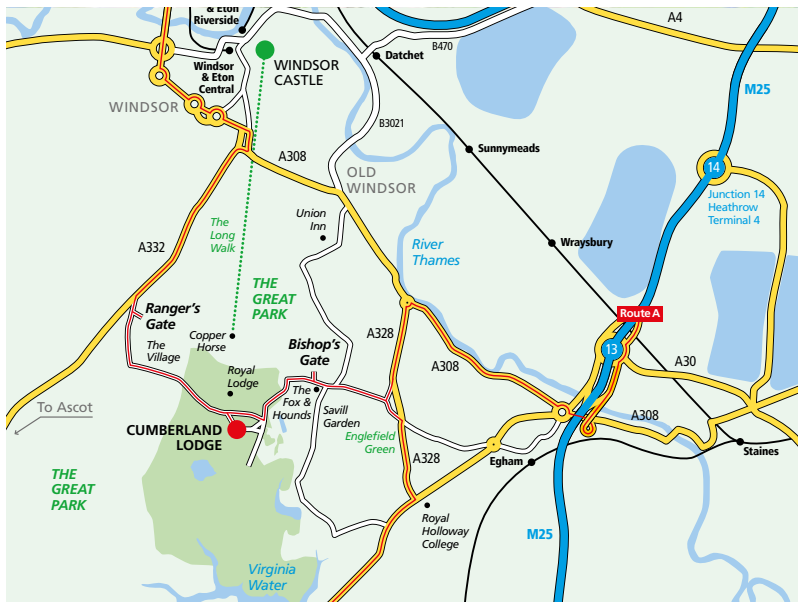 & Eton
Riverside
A4
B470
Datchet
Windsor
& Eton
Central
WINDSOR
CASTLE
M25
WINDSOR
B3021
Sunnymeads
A308
14
OLD
WINDSOR
Junction 14
Heathrow
Terminal 4
Union
Inn
The
Long
Walk
River
Thames
Wraysbury
A332
THE
GREAT
PARK
Ranger's
Gate
Route A
Copper
Horse
A328
Bishop's
Gate
13
The
Village
A308
A30
Royal
Lodge
The
Fox &
Hounds
Savill
Garden
To Ascot
A308
CUMBERLAND
LODGE
Englefield
Green
A328
Egham
Staines
THE
GREAT
PARK
Royal
Holloway
College
M25
Virginia
Water